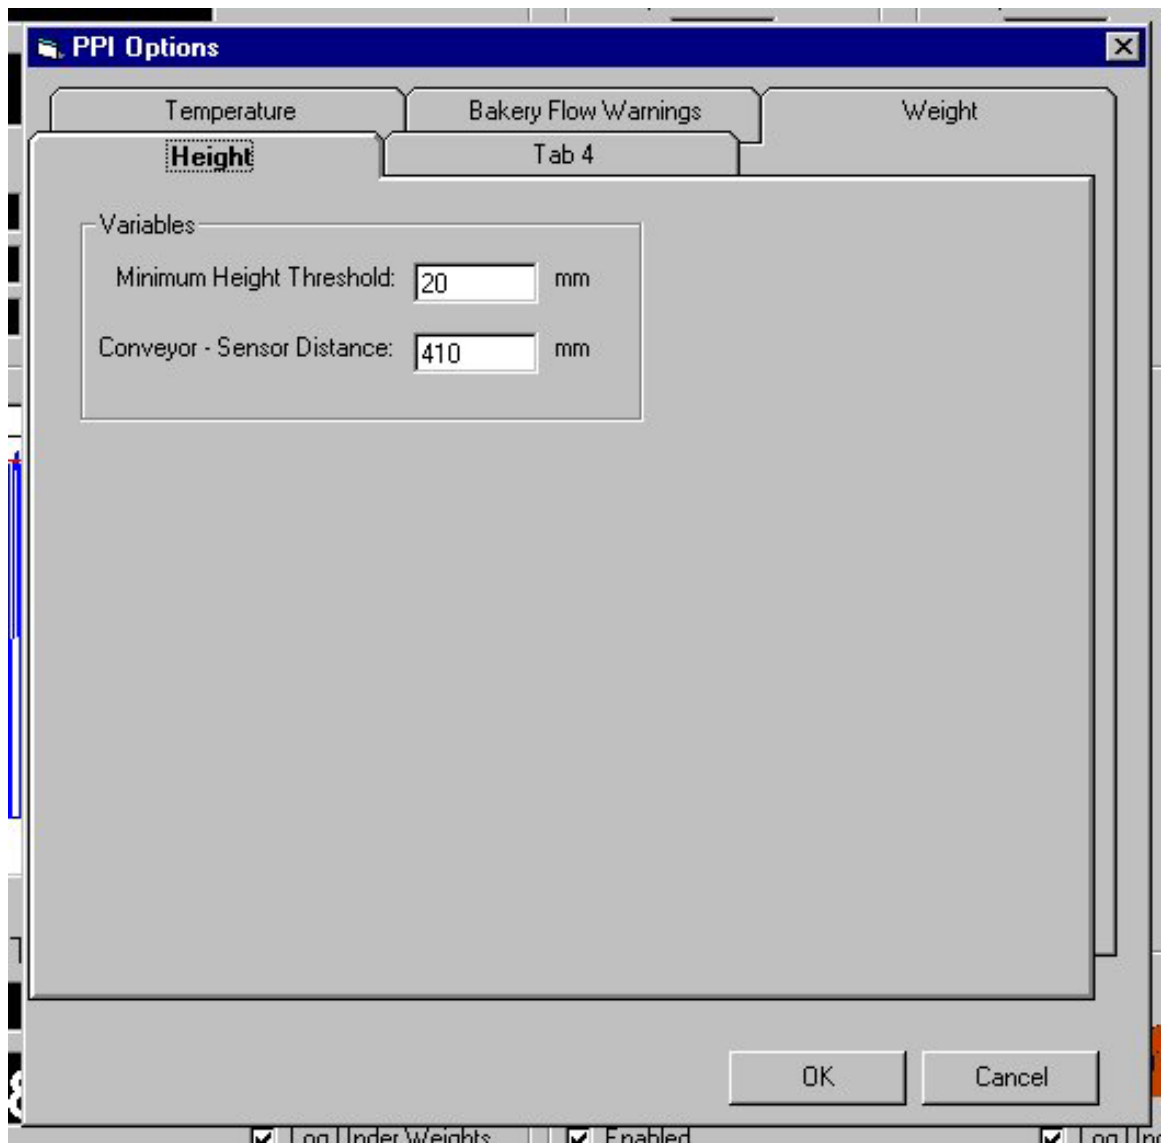 PPI Options
Temperature Bakery Flow Warnings Weight
Height Tab 4
Variables
Minimum Height Threshold: 20 mm
Conveyor - Sensor Distance: 410 mm
OK Cancel
Log Under Weights Enabled Log